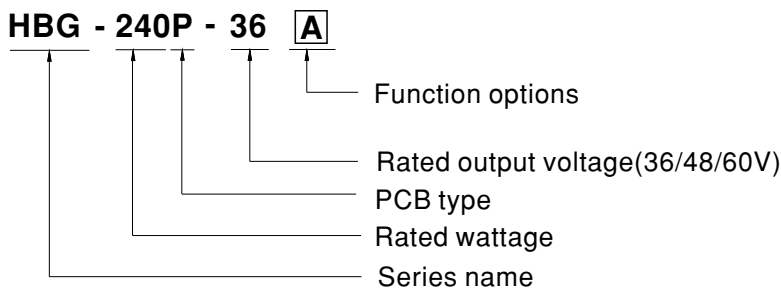 HBG - 240P - 36 A
Function options
Rated output voltage(36/48/60V)
PCB type
Rated wattage
Series name